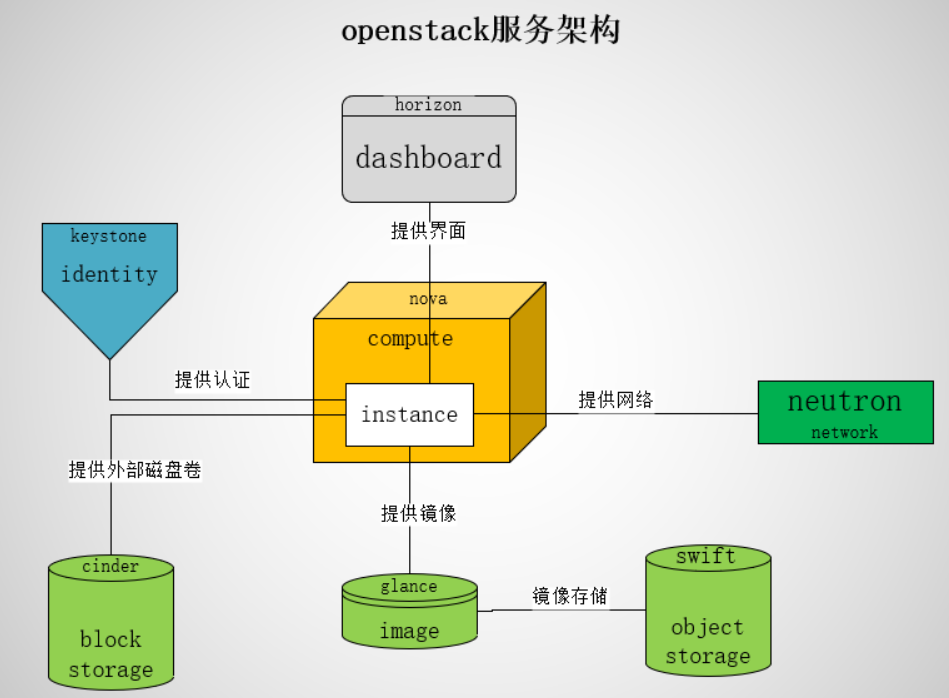 openstack服务架构
horizon
dashboard
提供界面
keystone
identity
nova
compute
提供认证
instance
提供网络
neutron
network
提供外部磁盘卷
提供镜像
cinder
block
storage
glance
image
镜像存储
swift
object
storage